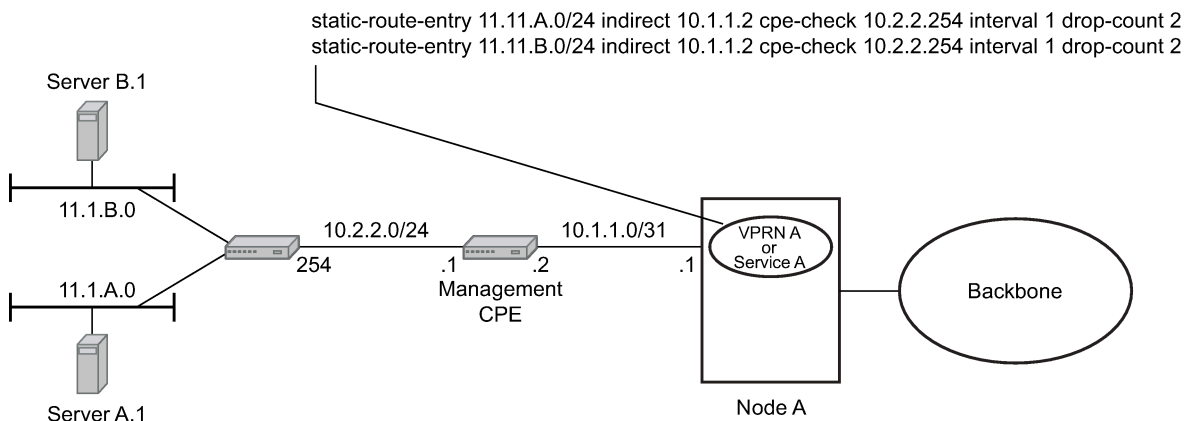 static-route-entry 11.11.A.0/24 indirect 10.1.1.2 cpe-check 10.2.2.254 interval 1 drop-count 2
static-route-entry 11.11.B.0/24 indirect 10.1.1.2 cpe-check 10.2.2.254 interval 1 drop-count 2
Server B.1
11.1.B.0
10.2.2.0/24
10.1.1.0/31
VPRN A
or
Service A
254
.1
.2
.1
Management
CPE
11.1.A.0
Backbone
Server A.1
Node A